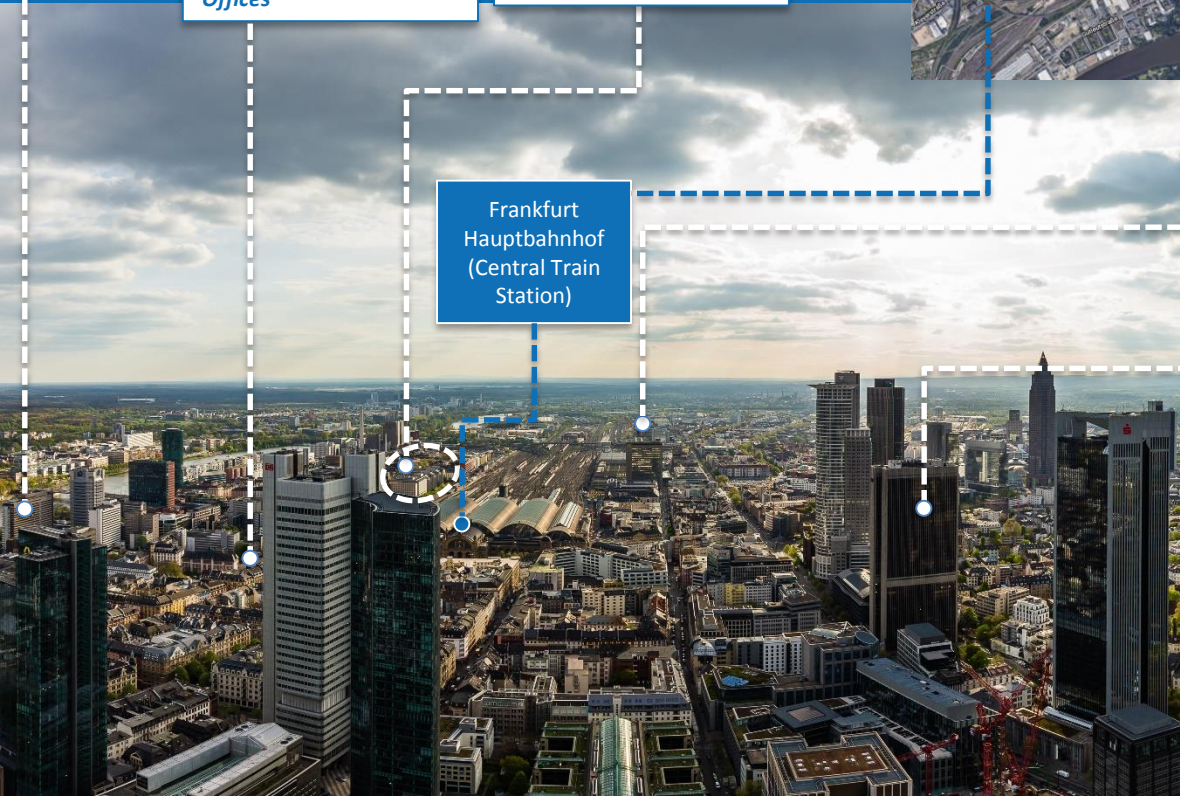 Offices
Frankfurt
Hauptbahnhof
(Central Train
Station)